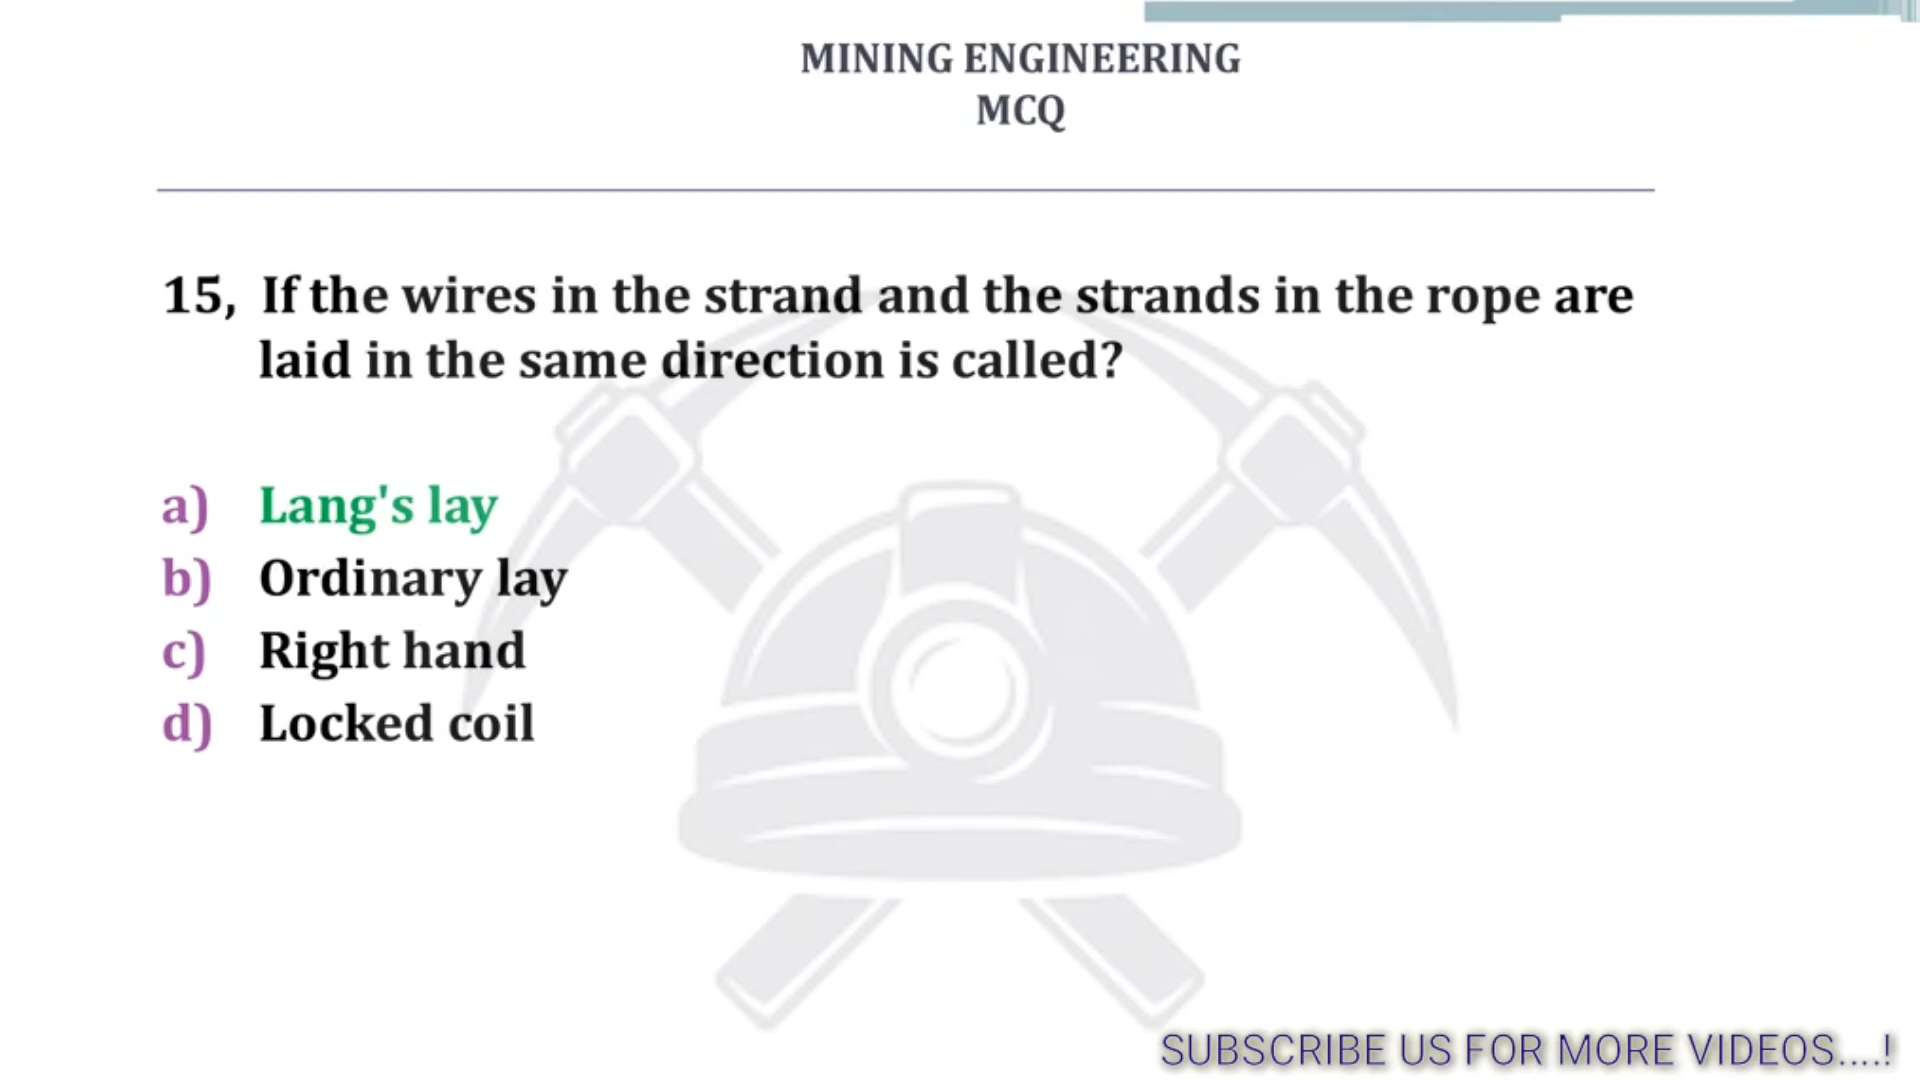 MINING ENGINEERING
MCQ
15, If the wires in the strand and the strands in the rope are
laid in the same direction is called?
a) Lang's lay
b) Ordinary lay
c) Right hand
d) Locked coil
SUBSCRIBE US FOR MORE VIDEOS....!